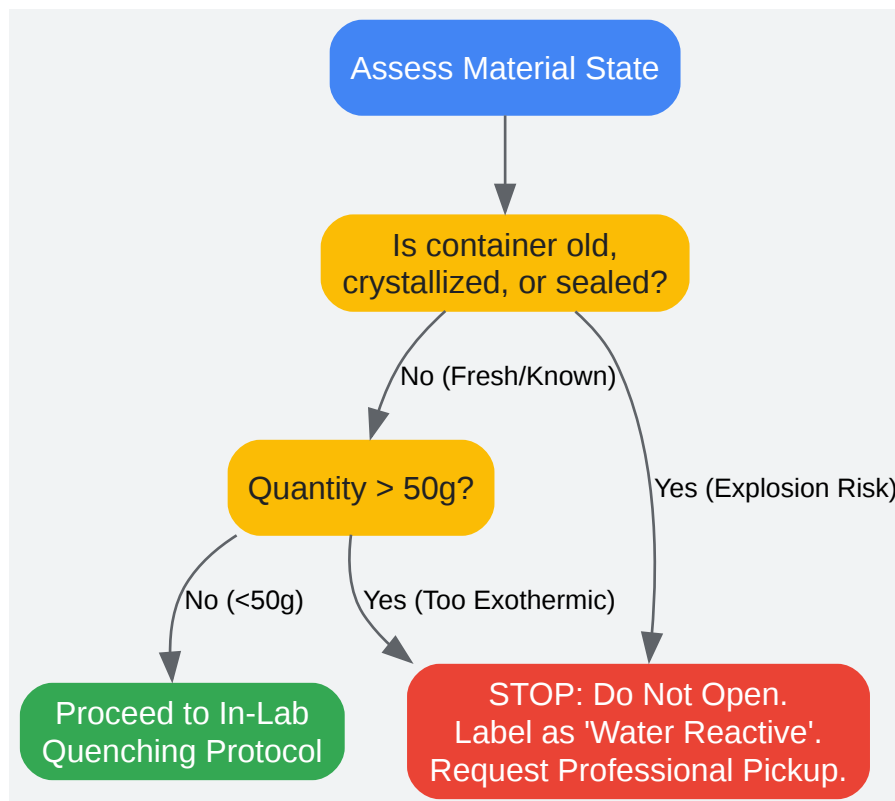 Assess Material State
Is container old,
crystallized, or sealed?
No (Fresh/Known)
Quantity > 50g?
Yes (Explosion Risk)
No (<50g)
Yes (Too Exothermic)
Proceed to In-Lab
Quenching Protocol
STOP: Do Not Open.
Label as 'Water Reactive'.
Request Professional Pickup.